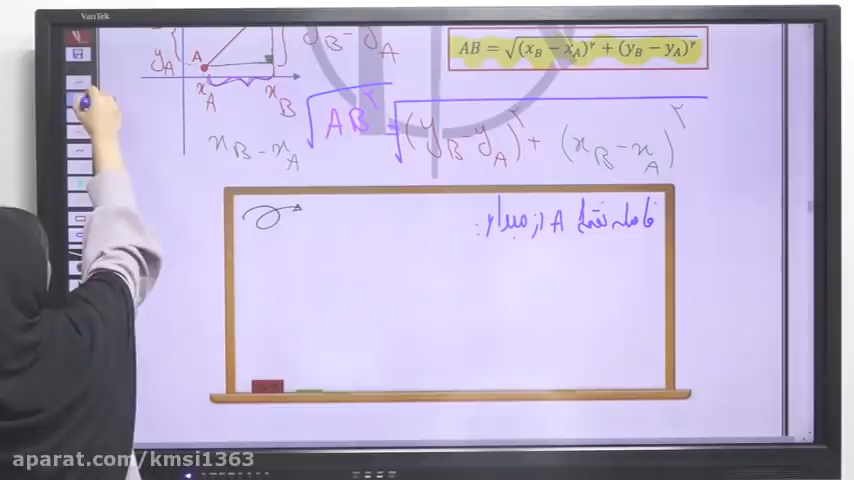 VanTek
y_A A y_B - y_A
x_A x_B
AB = √(x_B − x_A)^۲ + (y_B − y_A)^۲
x_B - x_A
√AB^۲ = √(y_B - y_A)^۲ + (x_B - x_A)^۲
فاصله نقطهٔ A از مبدأ:
aparat.com/kmsi1363